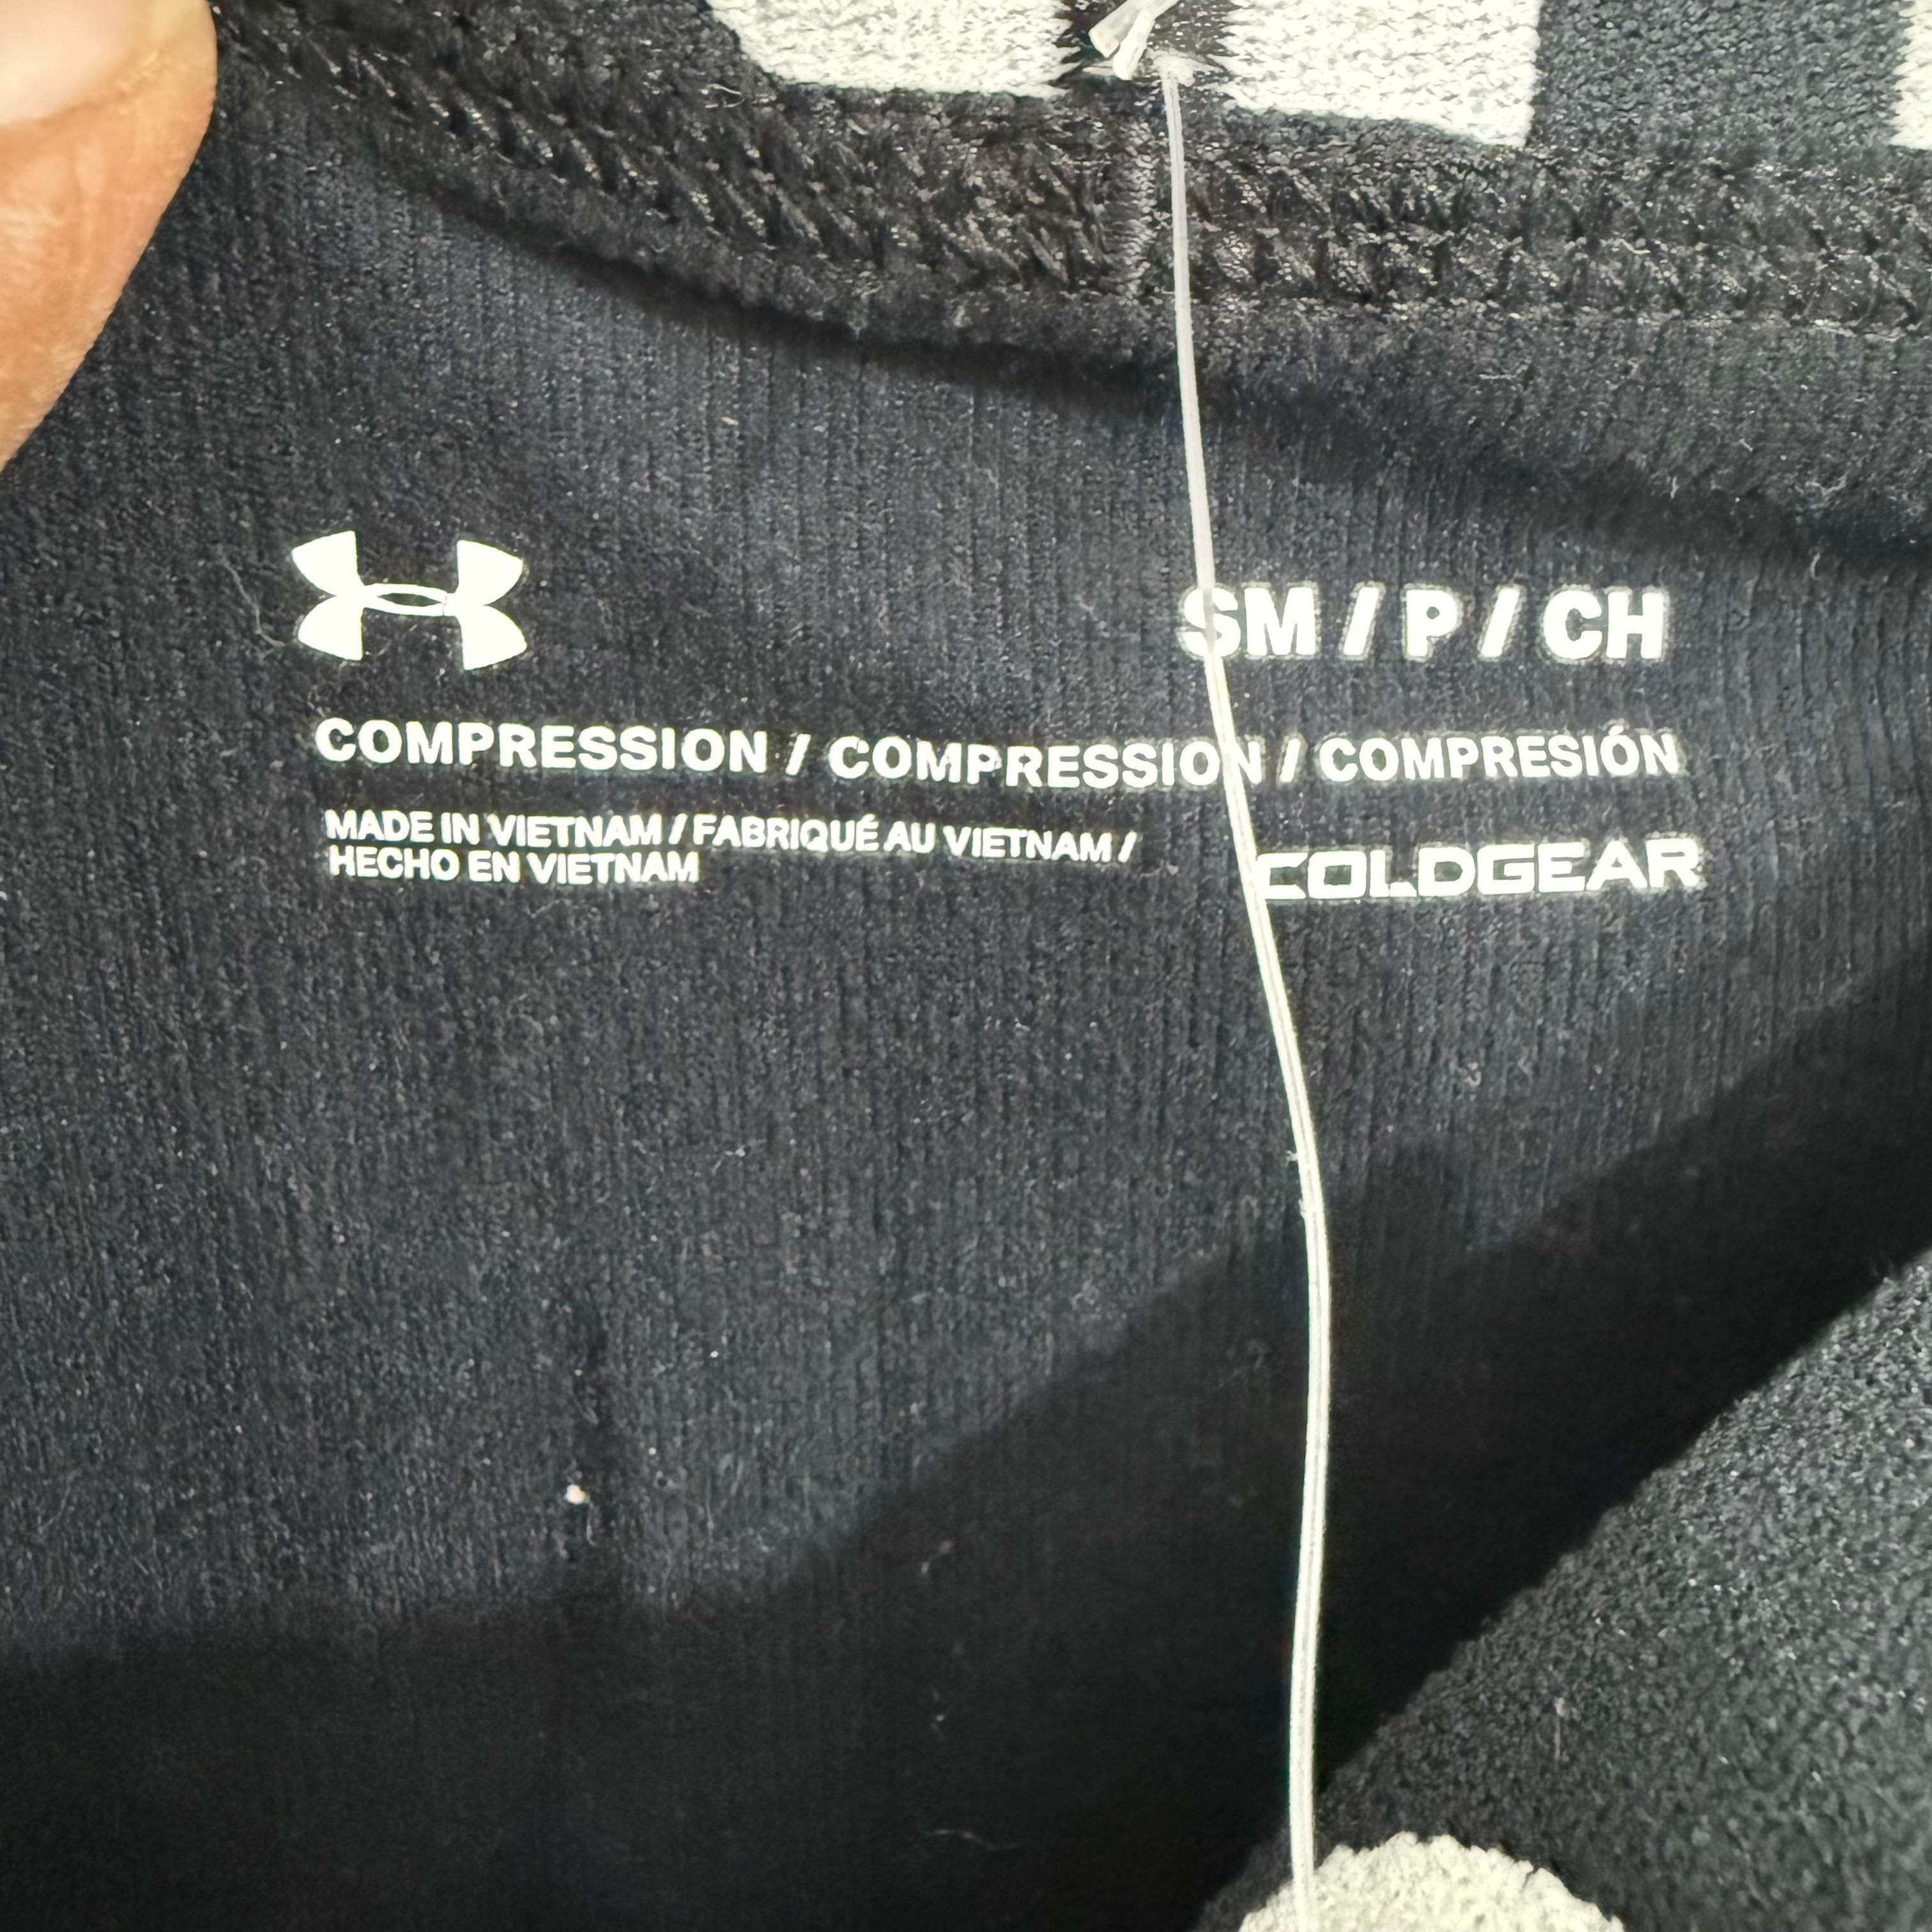 SM / P / CH
COMPRESSION / COMPRESSION / COMPRESIÓN
MADE IN VIETNAM / FABRIQUÉ AU VIETNAM /
HECHO EN VIETNAM
COLDGEAR